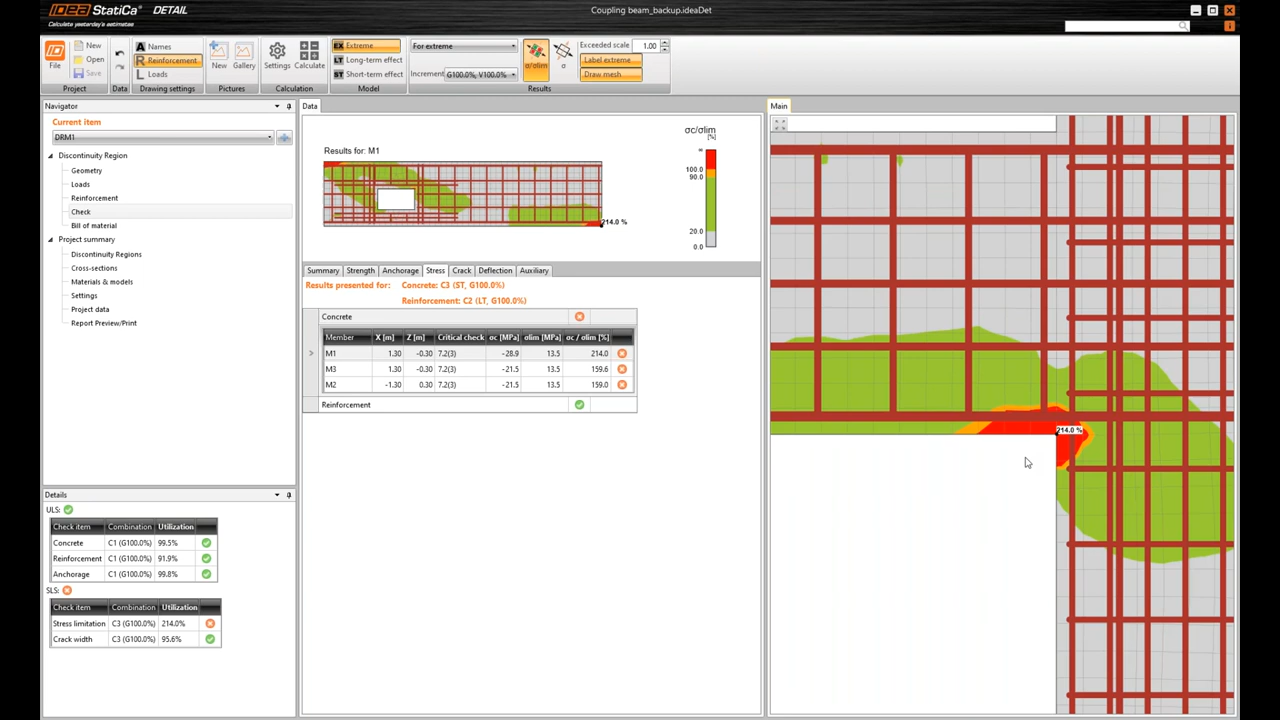 IDEA StatiCa® DETAIL
Calculate yesterday's estimates
Coupling beam_backup.ideaDet
File
New
Open
Save
Project
Data
Names
Reinforcement
Loads
Drawing settings
New
Gallery
Pictures
Settings
Calculate
Calculation
EX Extreme
LT Long-term effect
ST Short-term effect
Model
For extreme
Increment G100.0%, V100.0%
σc/σlim
σ
Exceeded scale 1.00
Label extreme
Draw mesh
Results
Navigator
Current item
DRM1
Discontinuity Region
Geometry
Loads
Reinforcement
Check
Bill of material
Project summary
Discontinuity Regions
Cross-sections
Materials & models
Settings
Project data
Report Preview/Print
Details
ULS:
Check item Combination Utilization
Concrete C1 (G100.0%) 99.5%
Reinforcement C1 (G100.0%) 91.9%
Anchorage C1 (G100.0%) 99.8%
SLS:
Check item Combination Utilization
Stress limitation C3 (G100.0%) 214.0%
Crack width C3 (G100.0%) 95.6%
Data
Results for: M1
214.0 %
σc/σlim
[%]
∞
100.0
90.0
20.0
0.0
Summary Strength Anchorage Stress Crack Deflection Auxiliary
Results presented for: Concrete: C3 (ST, G100.0%)
Reinforcement: C2 (LT, G100.0%)
Concrete
Member X [m] Z [m] Critical check σc [MPa] σlim [MPa] σc / σlim [%]
M1 1.30 -0.30 7.2(3) -28.9 13.5 214.0
M3 1.30 -0.30 7.2(3) -21.5 13.5 159.6
M2 -1.30 0.30 7.2(3) -21.5 13.5 159.0
Reinforcement
Main
214.0 %